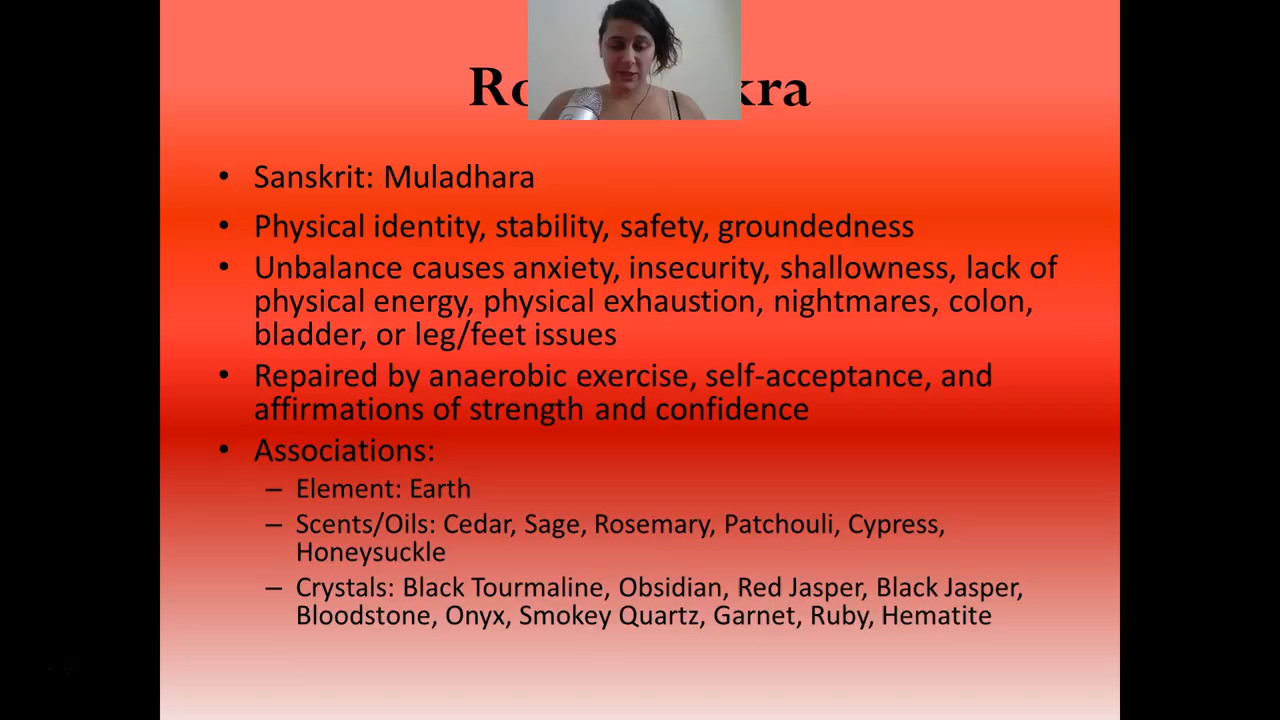 • Sanskrit: Muladhara
• Physical identity, stability, safety, groundedness
• Unbalance causes anxiety, insecurity, shallowness, lack of
physical energy, physical exhaustion, nightmares, colon,
bladder, or leg/feet issues
• Repaired by anaerobic exercise, self-acceptance, and
affirmations of strength and confidence
• Associations:
– Element: Earth
– Scents/Oils: Cedar, Sage, Rosemary, Patchouli, Cypress,
Honeysuckle
– Crystals: Black Tourmaline, Obsidian, Red Jasper, Black Jasper,
Bloodstone, Onyx, Smokey Quartz, Garnet, Ruby, Hematite